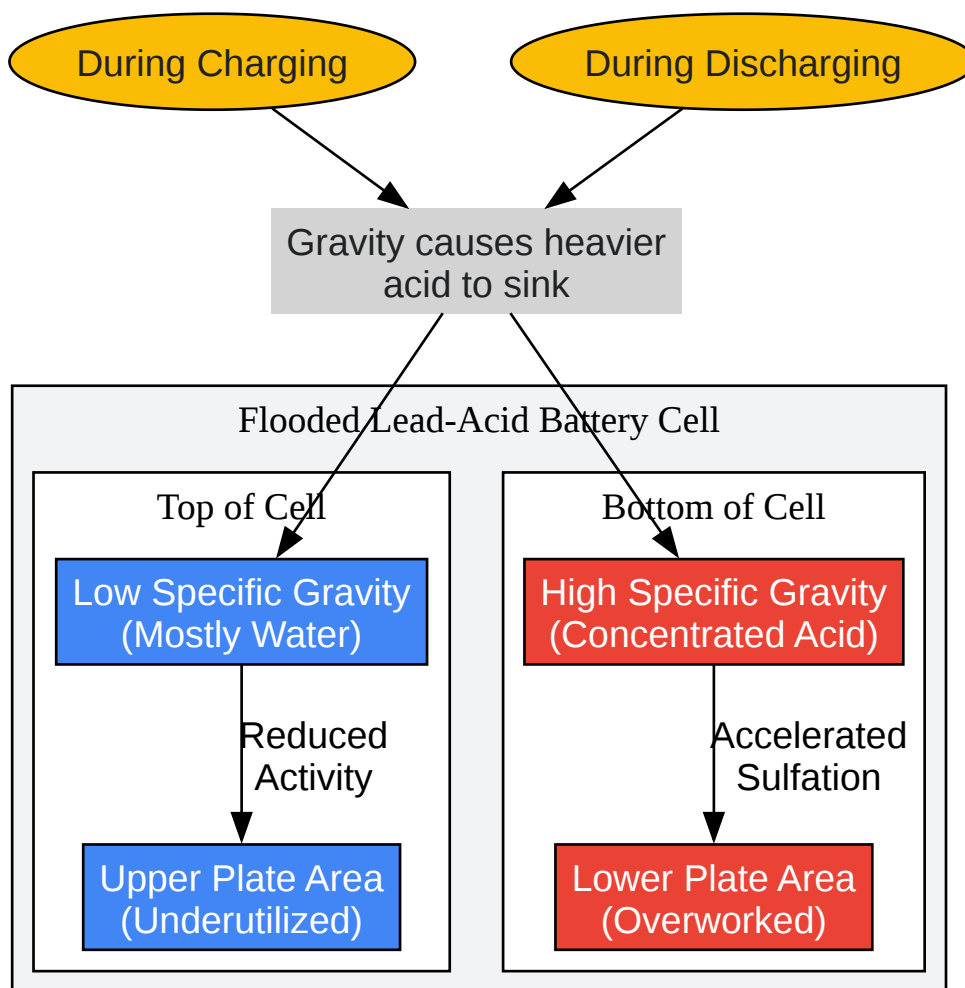 During Charging
During Discharging
Gravity causes heavier
acid to sink
Flooded Lead-Acid Battery Cell
Top of Cell
Low Specific Gravity
(Mostly Water)
Reduced
Activity
Upper Plate Area
(Underutilized)
Bottom of Cell
High Specific Gravity
(Concentrated Acid)
Accelerated
Sulfation
Lower Plate Area
(Overworked)